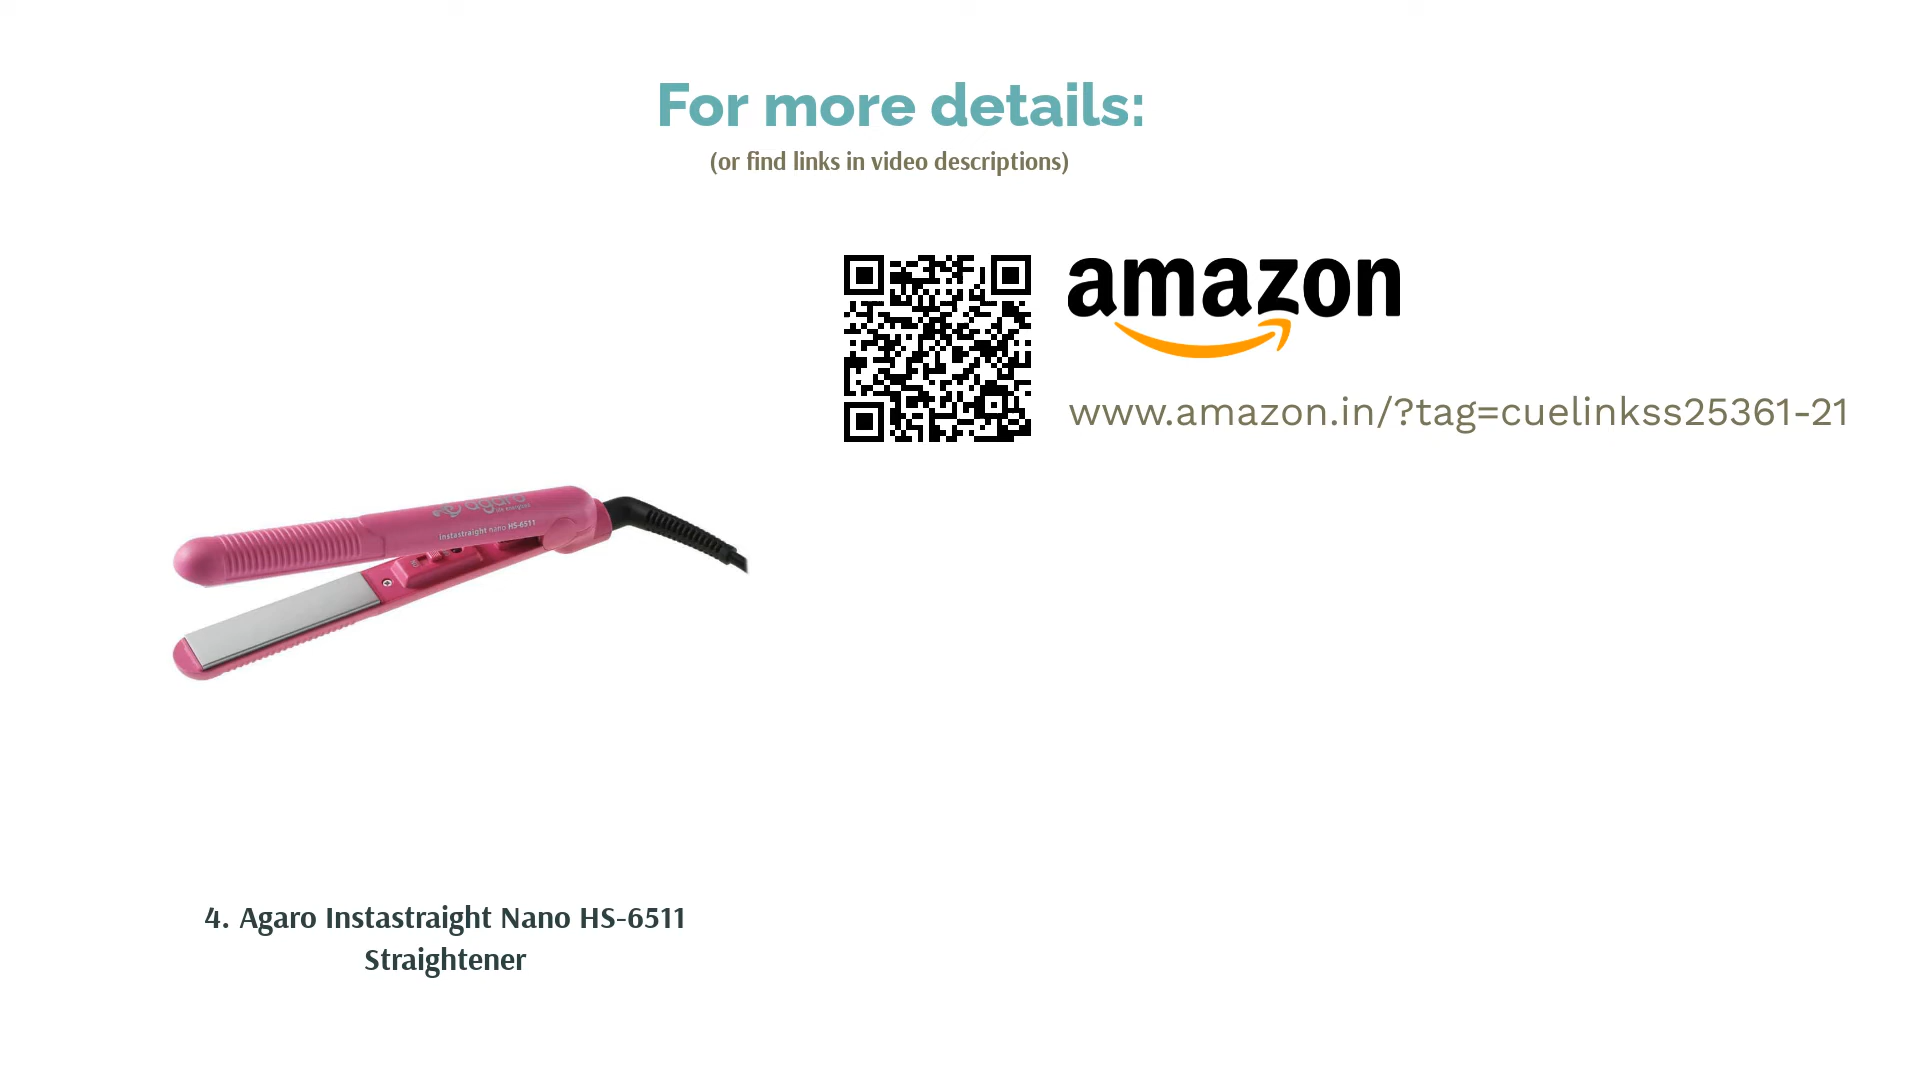 For more details:
(or find links in video descriptions)
amazon
www.amazon.in/?tag=cuelinkss25361-21
agaro
instastraight nano HS-6511
4. Agaro Instastraight Nano HS-6511
Straightener